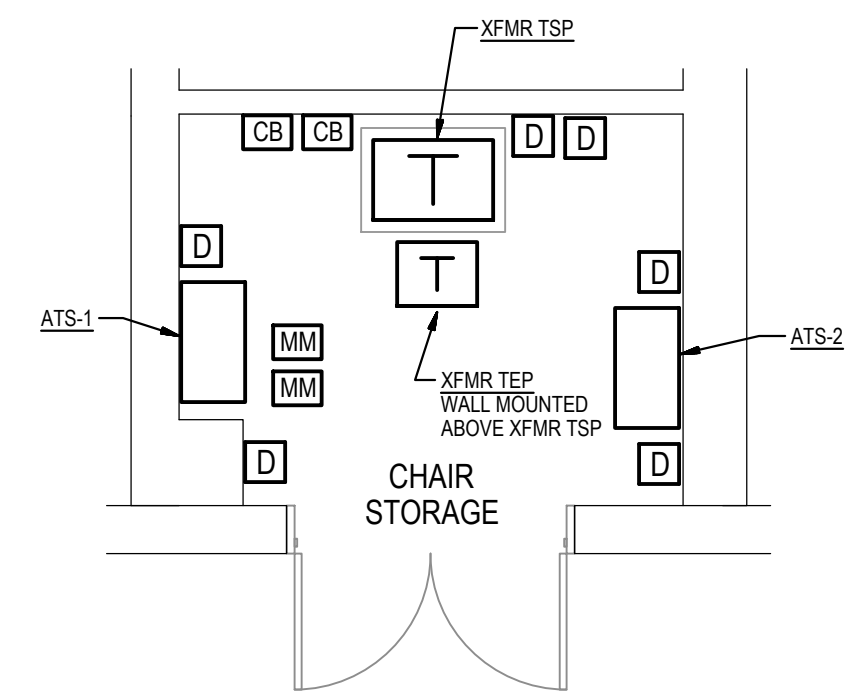 XFMR TSP
CB
CB
T
D
D
D
T
D
ATS-1
MM
ATS-2
MM
XFMR TEP
WALL MOUNTED
ABOVE XFMR TSP
D
D
CHAIR
STORAGE